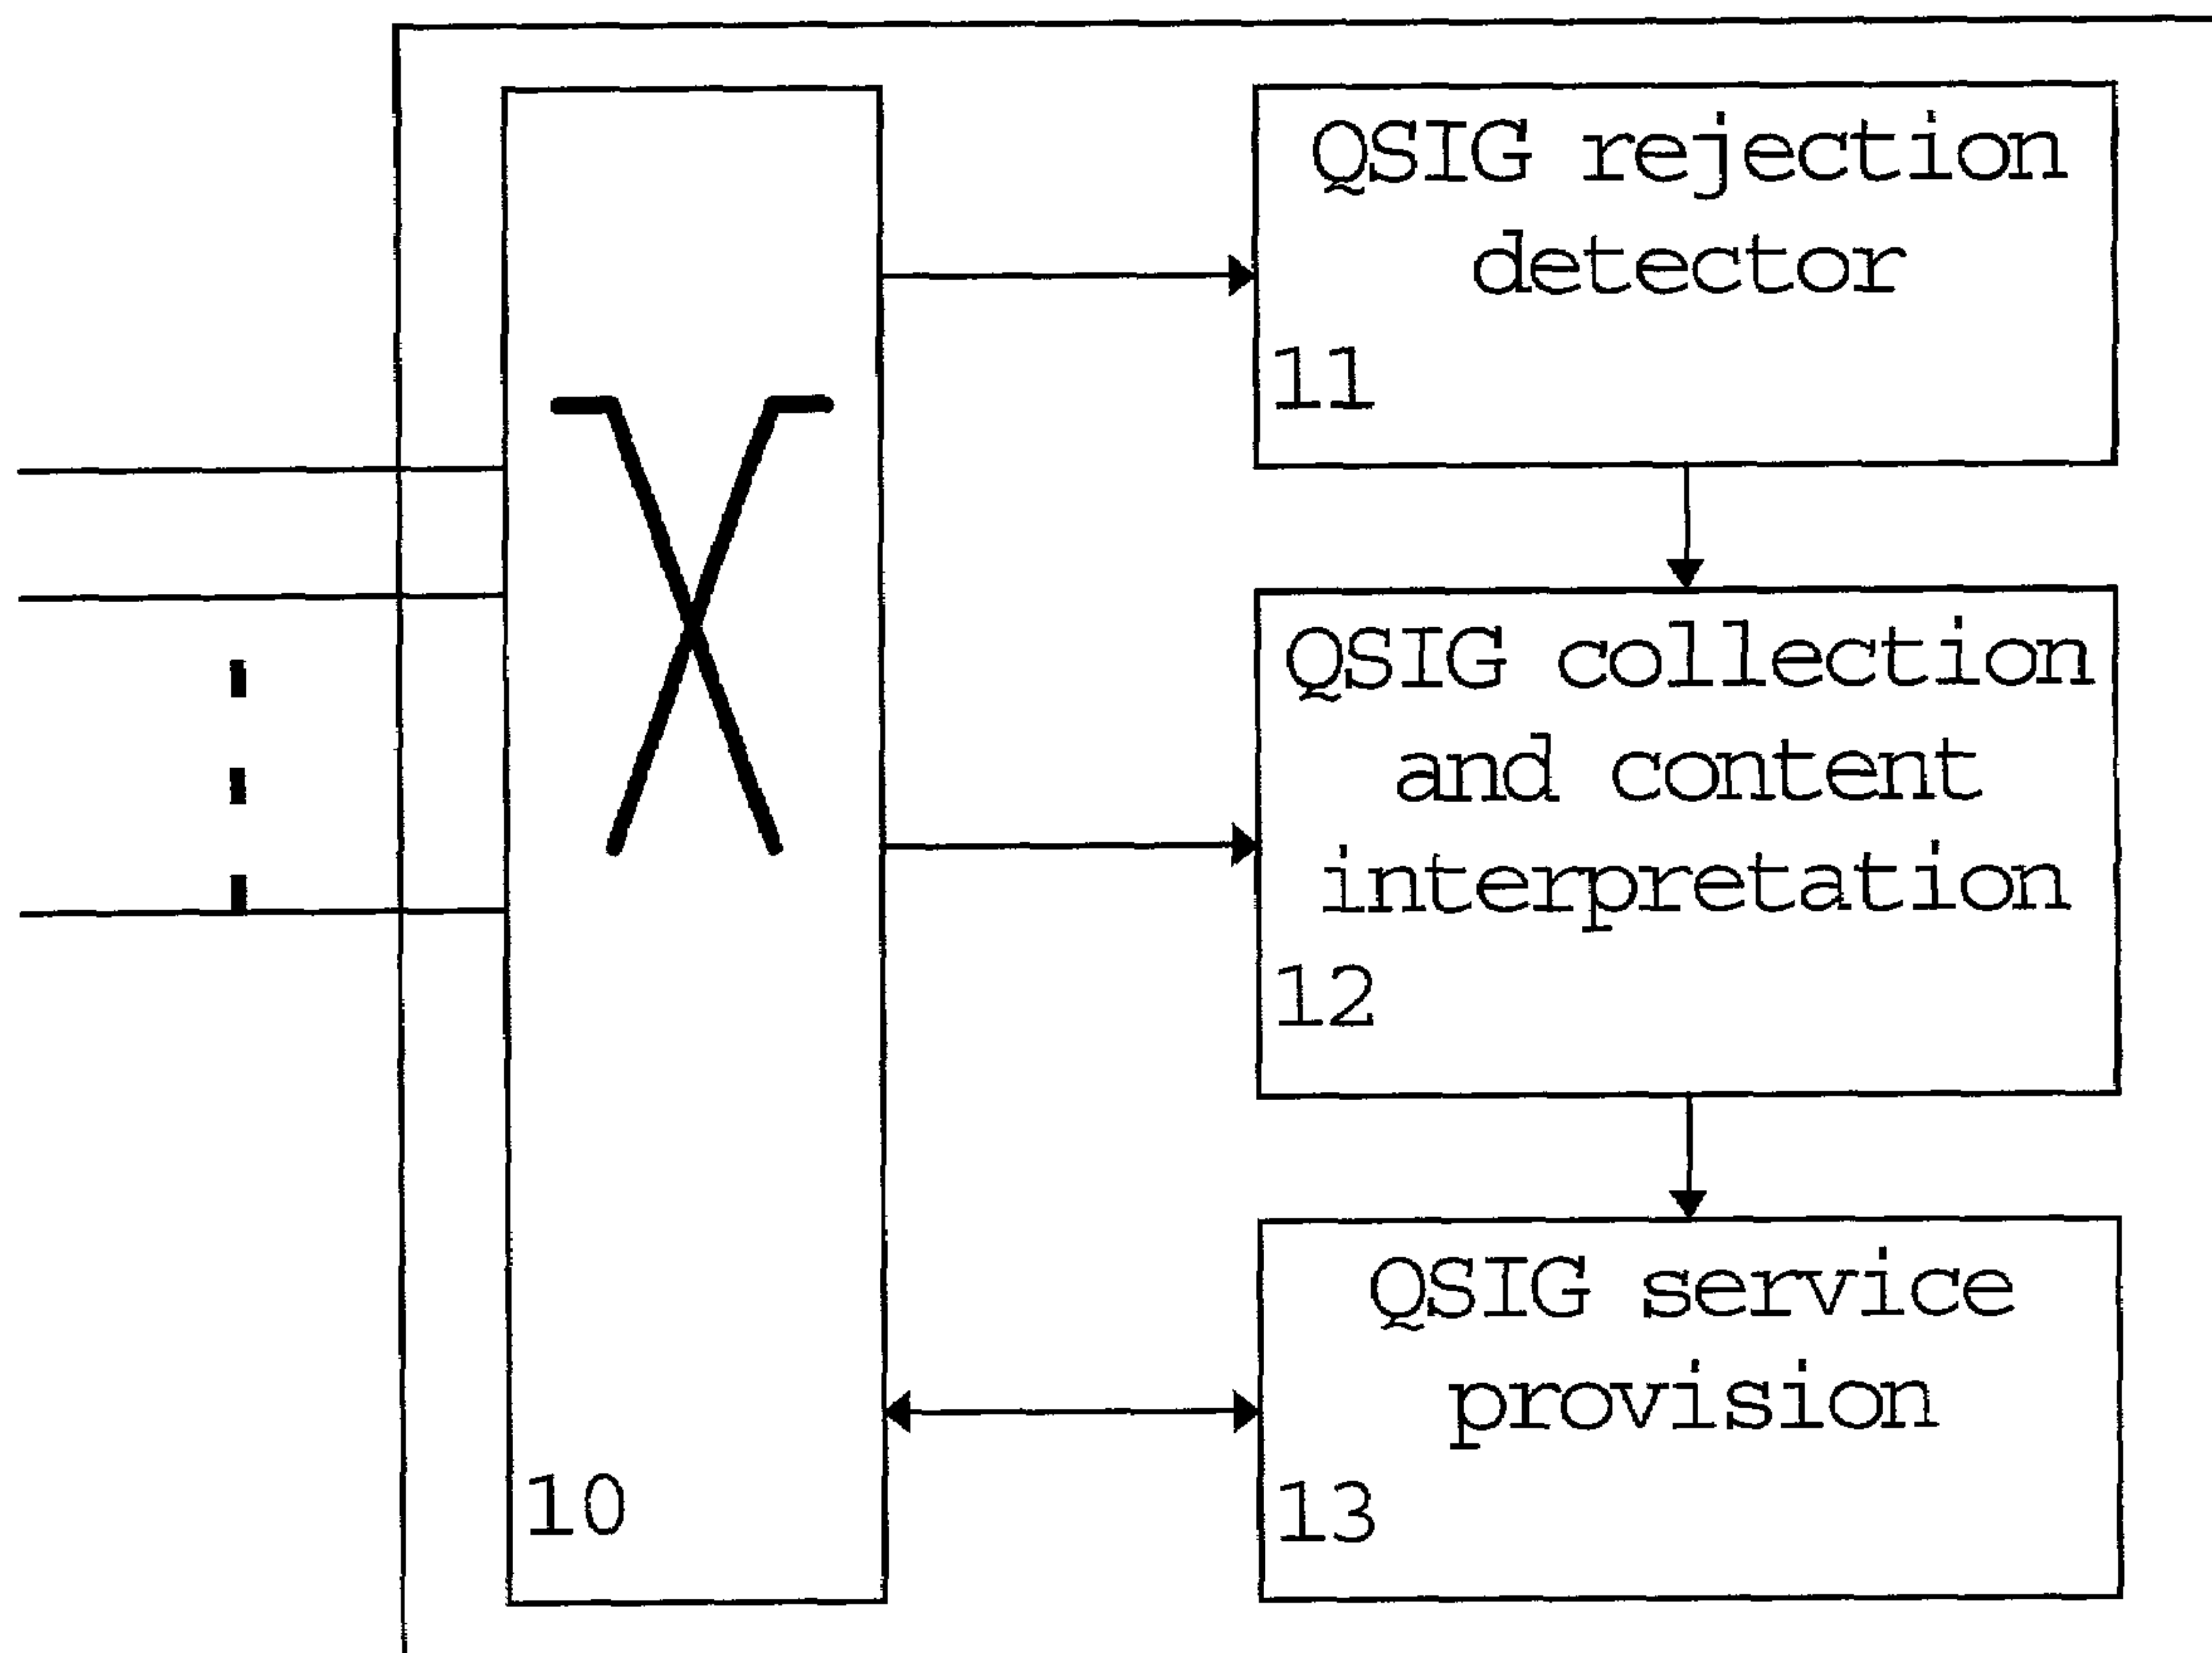 QSIG rejection
detector
11
QSIG collection
and content
interpretation
12
QSIG service
provision
13
10